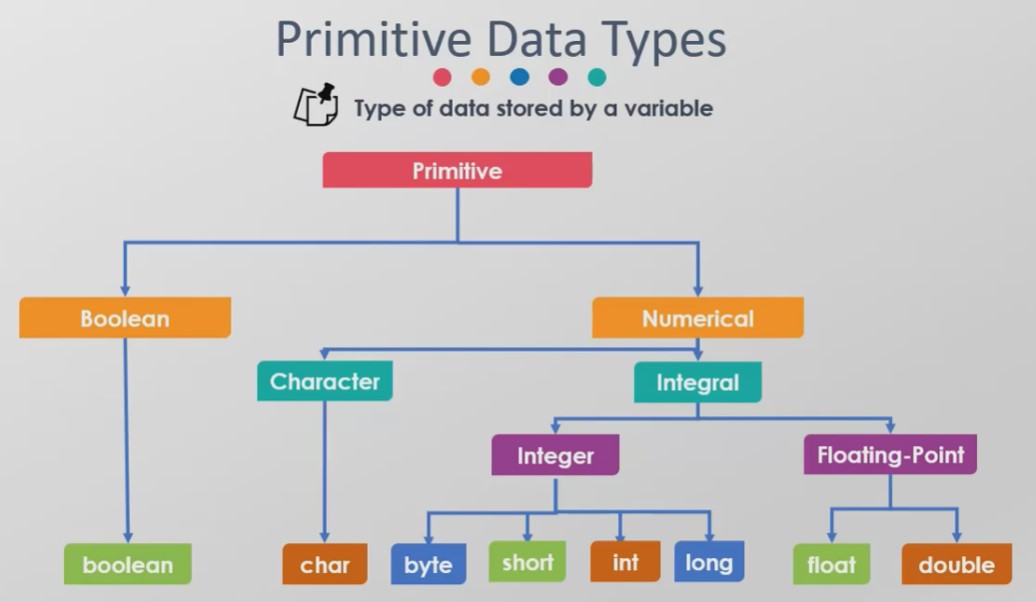 Primitive Data Types
Type of data stored by a variable
Primitive
Boolean
Numerical
Character
Integral
Integer
Floating-Point
boolean
char
byte
short
int
long
float
double